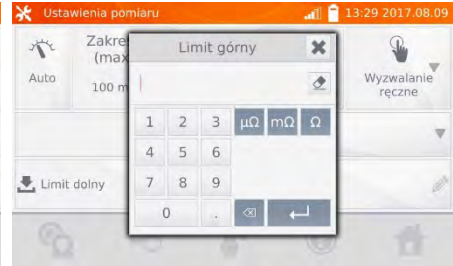 Ustawienia pomiaru 13:29 2017.08.09
Auto
Zakre
(max
100 m
Limit górny
Wyzwalanie
ręczne
1 2 3 µΩ mΩ Ω
4 5 6
7 8 9
0 .
Limit dolny